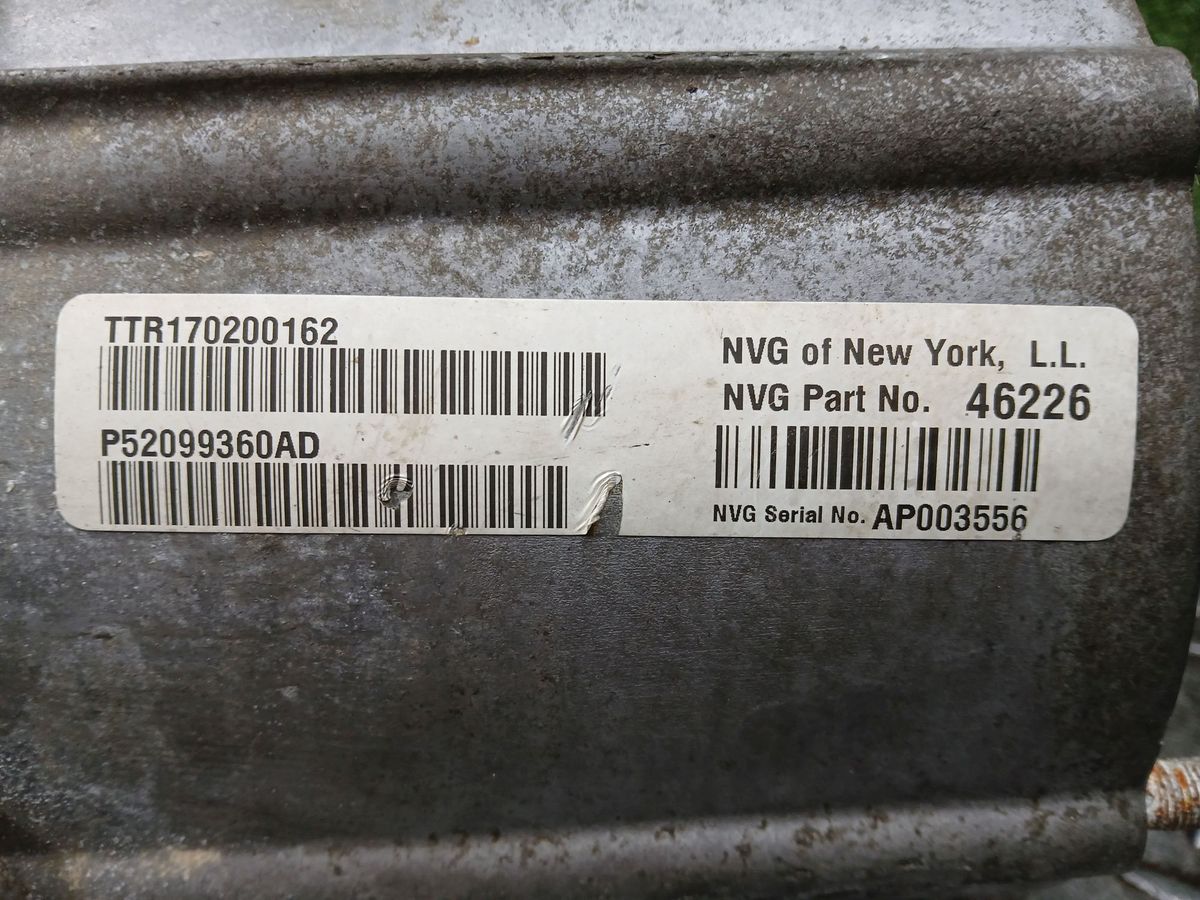 TTR170200162
P52099360AD
NVG of New York, L.L.
NVG Part No. 46226
NVG Serial No. AP003556